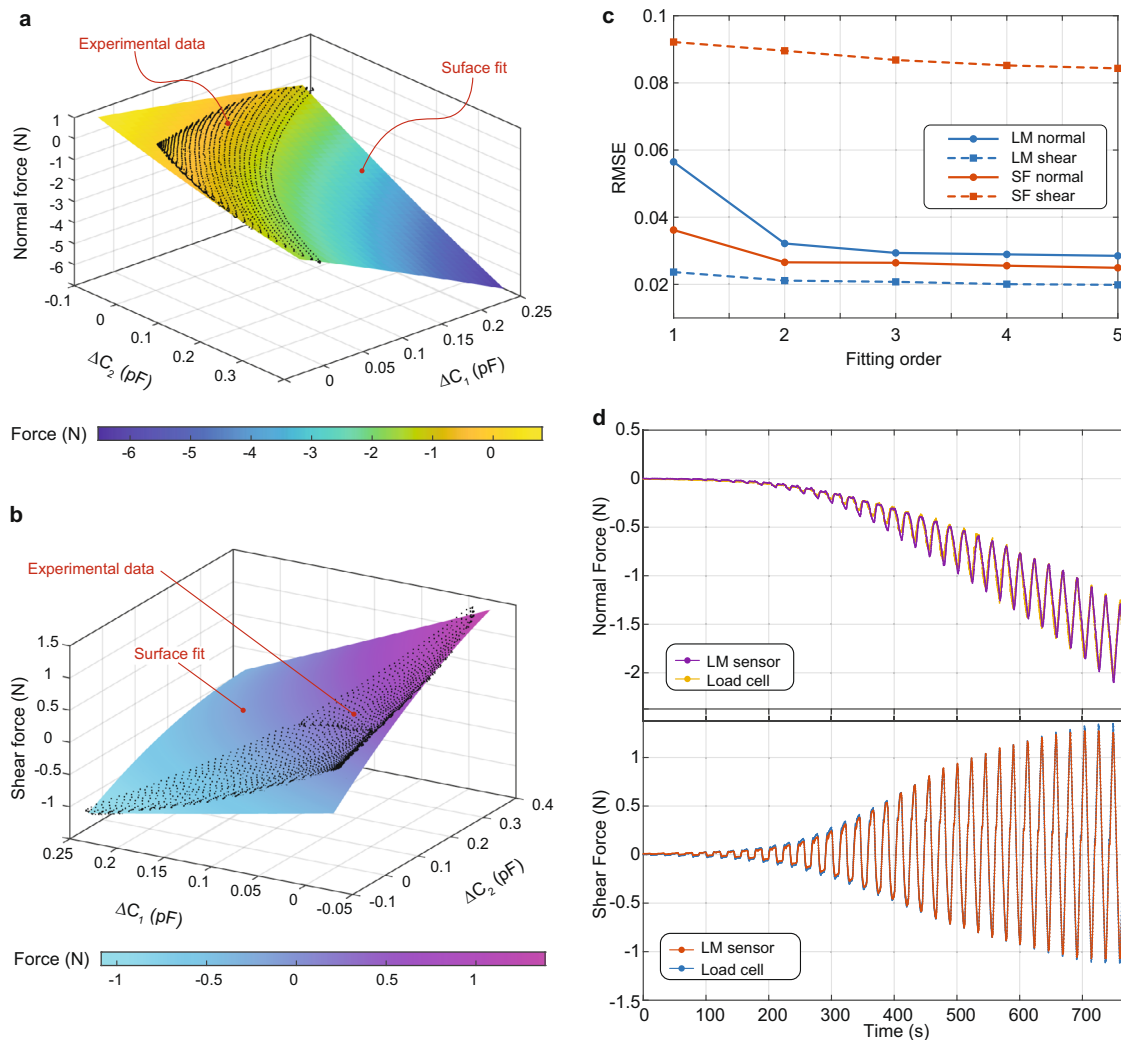 a
Experimental data
Suface fit
Normal force (N)
1
0
-1
-2
-3
-4
-5
-6
-0.1
0
0.1
0.2
0.3
ΔC2 (pF)
0
0.05
0.1
0.15
0.2
0.25
ΔC1 (pF)
Force (N)
-6 -5 -4 -3 -2 -1 0
b
Experimental data
Surface fit
Shear force (N)
1.5
1
0.5
0
-0.5
-1
0.25
0.2
0.15
0.1
0.05
0
-0.05
ΔC1 (pF)
-0.1
0
0.1
0.2
0.3
0.4
ΔC2 (pF)
Force (N)
-1 -0.5 0 0.5 1
c
RMSE
0.1
0.08
0.06
0.04
0.02
LM normal
LM shear
SF normal
SF shear
1 2 3 4 5
Fitting order
d
Normal Force (N)
0.5
0
-0.5
-1
-1.5
-2
LM sensor
Load cell
Shear Force (N)
1
0.5
0
-0.5
-1
-1.5
LM sensor
Load cell
0 100 200 300 400 500 600 700
Time (s)